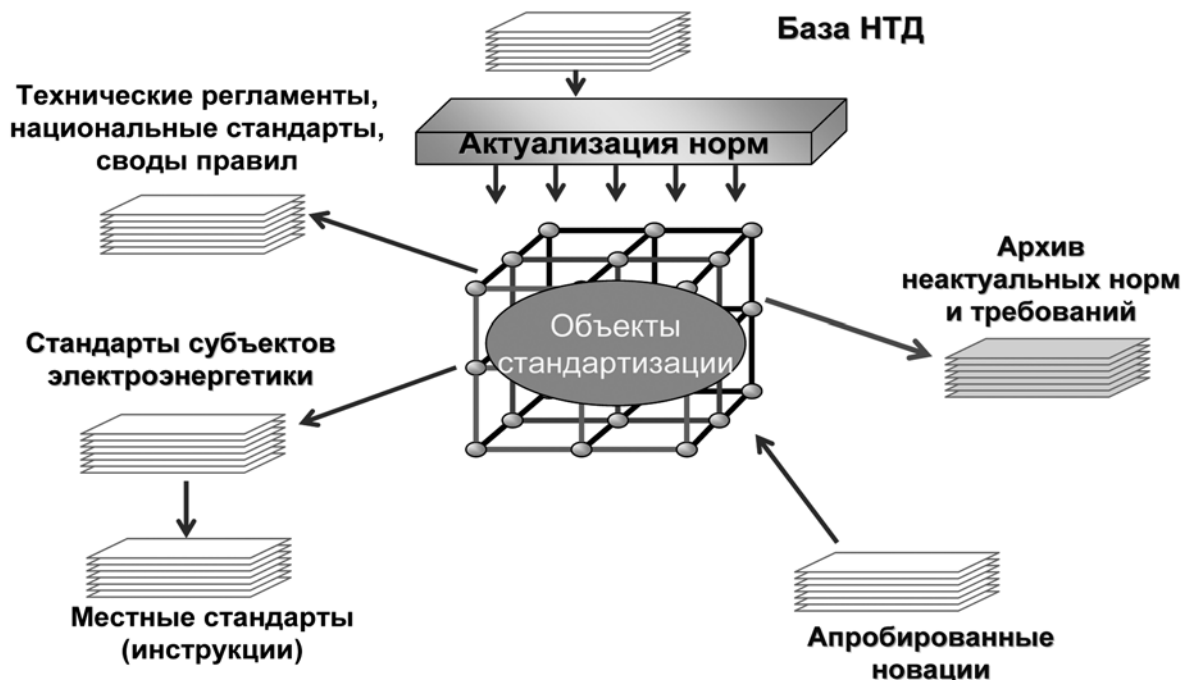 База НТД
Технические регламенты,
национальные стандарты,
своды правил
Актуализация норм
Архив
неактуальных норм
и требований
Объекты
стандартизации
Стандарты субъектов
электроэнергетики
Местные стандарты
(инструкции)
Апробированные
новации